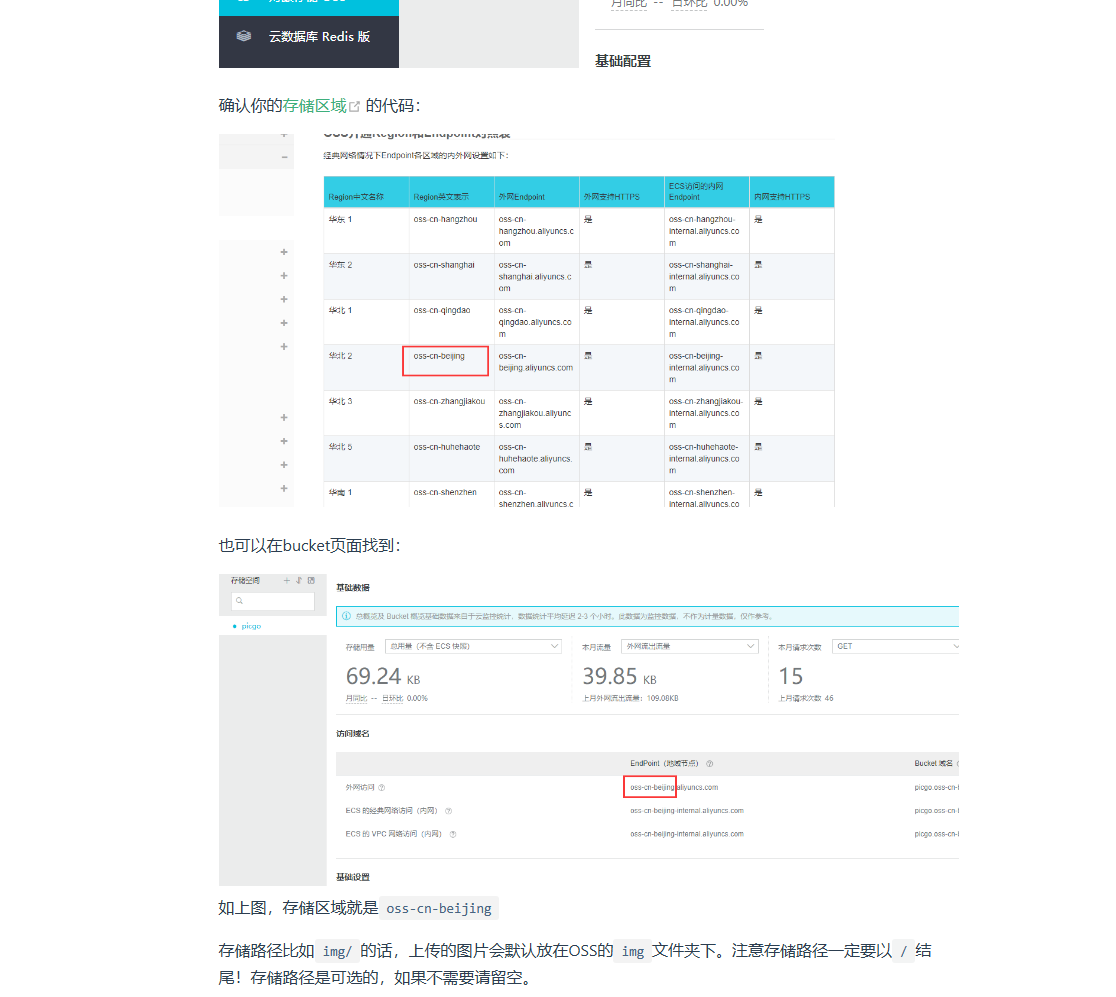 月同比 -- 日环比 0.00%
云数据库 Redis 版
基础配置
确认你的存储区域 的代码：
OSS开通Region和Endpoint对照表
经典网络情况下Endpoint各区域的内外网设置如下：
Region中文名称 Region英文表示 外网Endpoint 外网支持HTTPS ECS访问的内网Endpoint 内网支持HTTPS
华东 1 oss-cn-hangzhou oss-cn-hangzhou.aliyuncs.com 是 oss-cn-hangzhou-internal.aliyuncs.com 是
华东 2 oss-cn-shanghai oss-cn-shanghai.aliyuncs.com 是 oss-cn-shanghai-internal.aliyuncs.com 是
华北 1 oss-cn-qingdao oss-cn-qingdao.aliyuncs.com 是 oss-cn-qingdao-internal.aliyuncs.com 是
华北 2 oss-cn-beijing oss-cn-beijing.aliyuncs.com 是 oss-cn-beijing-internal.aliyuncs.com 是
华北 3 oss-cn-zhangjiakou oss-cn-zhangjiakou.aliyuncs.com 是 oss-cn-zhangjiakou-internal.aliyuncs.com 是
华北 5 oss-cn-huhehaote oss-cn-huhehaote.aliyuncs.com 是 oss-cn-huhehaote-internal.aliyuncs.com 是
华南 1 oss-cn-shenzhen oss-cn-shenzhen.aliyuncs.c 是 oss-cn-shenzhen-internal.aliyuncs.co 是
也可以在bucket页面找到：
存储空间
picgo
基础数据
总概览及 Bucket 概览基础数据来自于云监控统计，数据统计平均延迟 2-3 个小时。此数据为监控数据，不作为计量数据，仅作参考。
存储用量 总用量（不含 ECS 快照） 本月流量 外网流出流量 本月请求次数 GET
69.24 KB 39.85 KB 15
月同比 -- 日环比 0.00% 上月外网流出流量：109.08KB 上月请求次数 46
访问域名
EndPoint（地域节点） Bucket 域名
外网访问 oss-cn-beijing.aliyuncs.com picgo.oss-cn-
ECS 的经典网络访问（内网） oss-cn-beijing-internal.aliyuncs.com picgo.oss-cn-
ECS 的 VPC 网络访问（内网） oss-cn-beijing-internal.aliyuncs.com picgo.oss-cn-
基础设置
如上图，存储区域就是 oss-cn-beijing
存储路径比如 img/ 的话，上传的图片会默认放在OSS的 img 文件夹下。注意存储路径一定要以 / 结
尾！存储路径是可选的，如果不需要请留空。